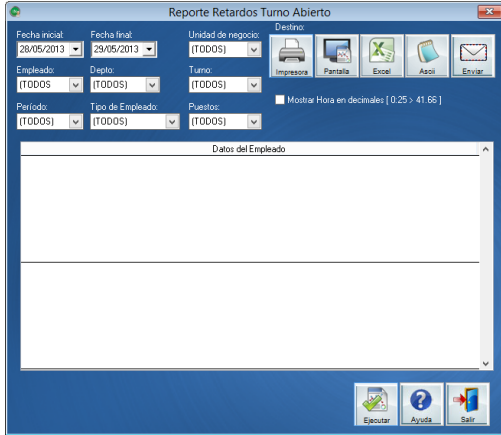 Reporte Retardos Turno Abierto
Fecha inicial: Fecha final: Unidad de negocio: Destino:
28/05/2013 29/05/2013 (TODOS)
Empleado: Depto: Turno: Impresora Pantalla Excel Ascii Enviar
(TODOS (TODOS) (TODOS)
Período: Tipo de Empleado: Puestos: Mostrar Hora en decimales [ 0:25 > 41.66 ]
(TODOS) (TODOS) (TODOS)
Datos del Empleado
Ejecutar Ayuda Salir